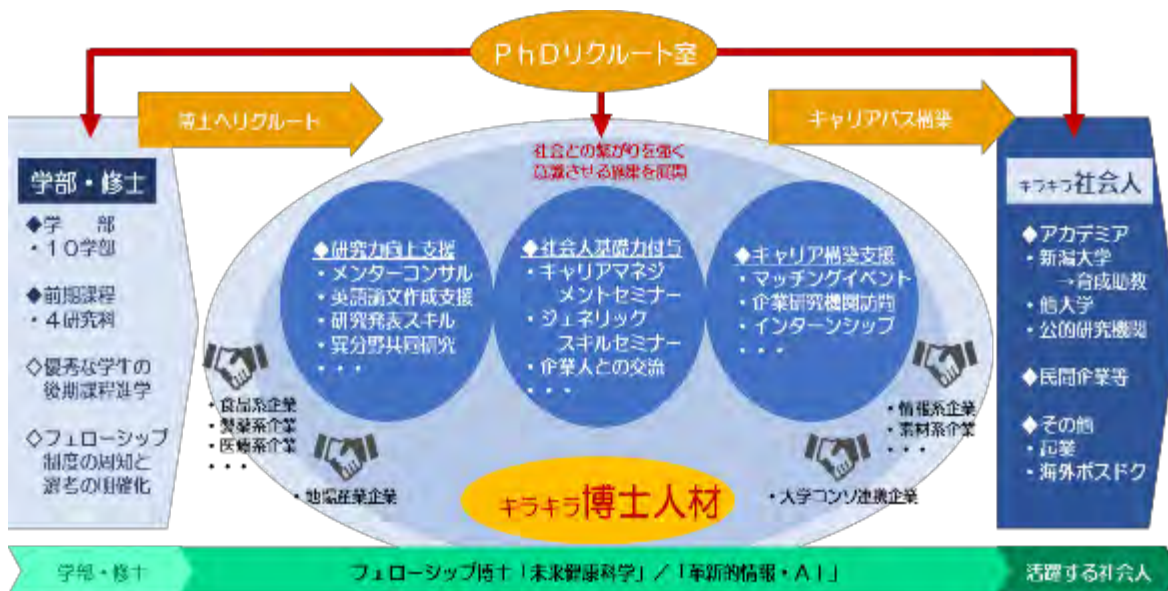 PhDリクルート室
博士へリクルート
キャリアパス構築
社会との繋がりを強く
意識させる施策を展開
学部・修士
◆学　部
・10学部
◆前期課程
・4研究科
◇優秀な学生の
後期課程進学
◇フェローシップ
制度の周知と
選考の明確化
◆研究力向上支援
・メンターコンサル
・英語論文作成支援
・研究発表スキル
・異分野共同研究
・・・
◆社会人基礎力付与
・キャリアマネジ
メントセミナー
・ジェネリック
スキルセミナー
・企業人との交流
・・・
◆キャリア構築支援
・マッチングイベント
・企業研究機関訪問
・インターンシップ
・・・
・食品系企業
・製薬系企業
・医療系企業
・・・
・地場産業企業
・情報系企業
・素材系企業
・・・
・大学コンソ連携企業
キラキラ博士人材
キラキラ社会人
◆アカデミア
・新潟大学
→育成助教
・他大学
・公的研究機関
◆民間企業等
◆その他
・起業
・海外ポスドク
学部・修士
フェローシップ博士「未来健康科学」／「革新的情報・AI」
活躍する社会人